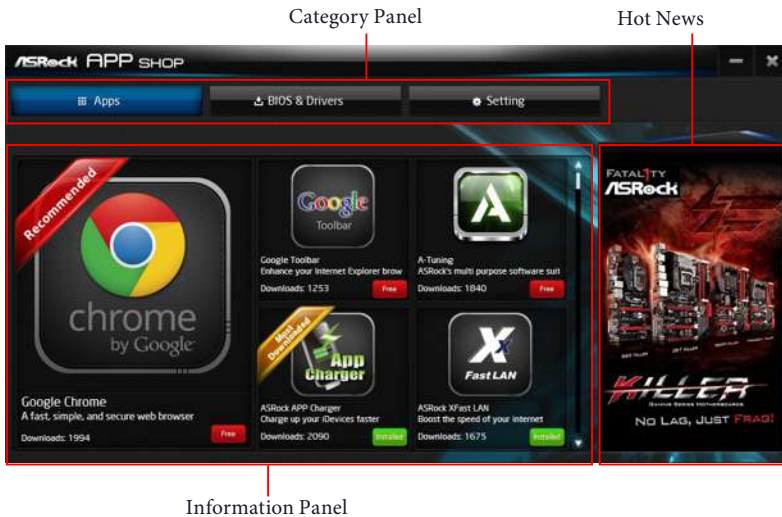 Category Panel
Hot News
ASRock APP SHOP
Apps
BIOS & Drivers
Setting
Recommended
chrome
by Google
Google Chrome
A fast, simple, and secure web browser
Downloads: 1994
Free
Google
Toolbar
Google Toolbar
Enhance your Internet Explorer brow
Downloads: 1253
Free
A-Tuning
ASRock's multi purpose software suit
Downloads: 1840
Free
Most
Downloaded
App
Charger
ASRock APP Charger
Charge up your iDevices faster
Downloads: 2090
Installed
X
Fast LAN
ASRock XFast LAN
Boost the speed of your internet
Downloads: 1675
Installed
FATAL1TY
ASRock
KILLER
GAMING SERIES MOTHERBOARDS
NO LAG, JUST FRAG!
Information Panel